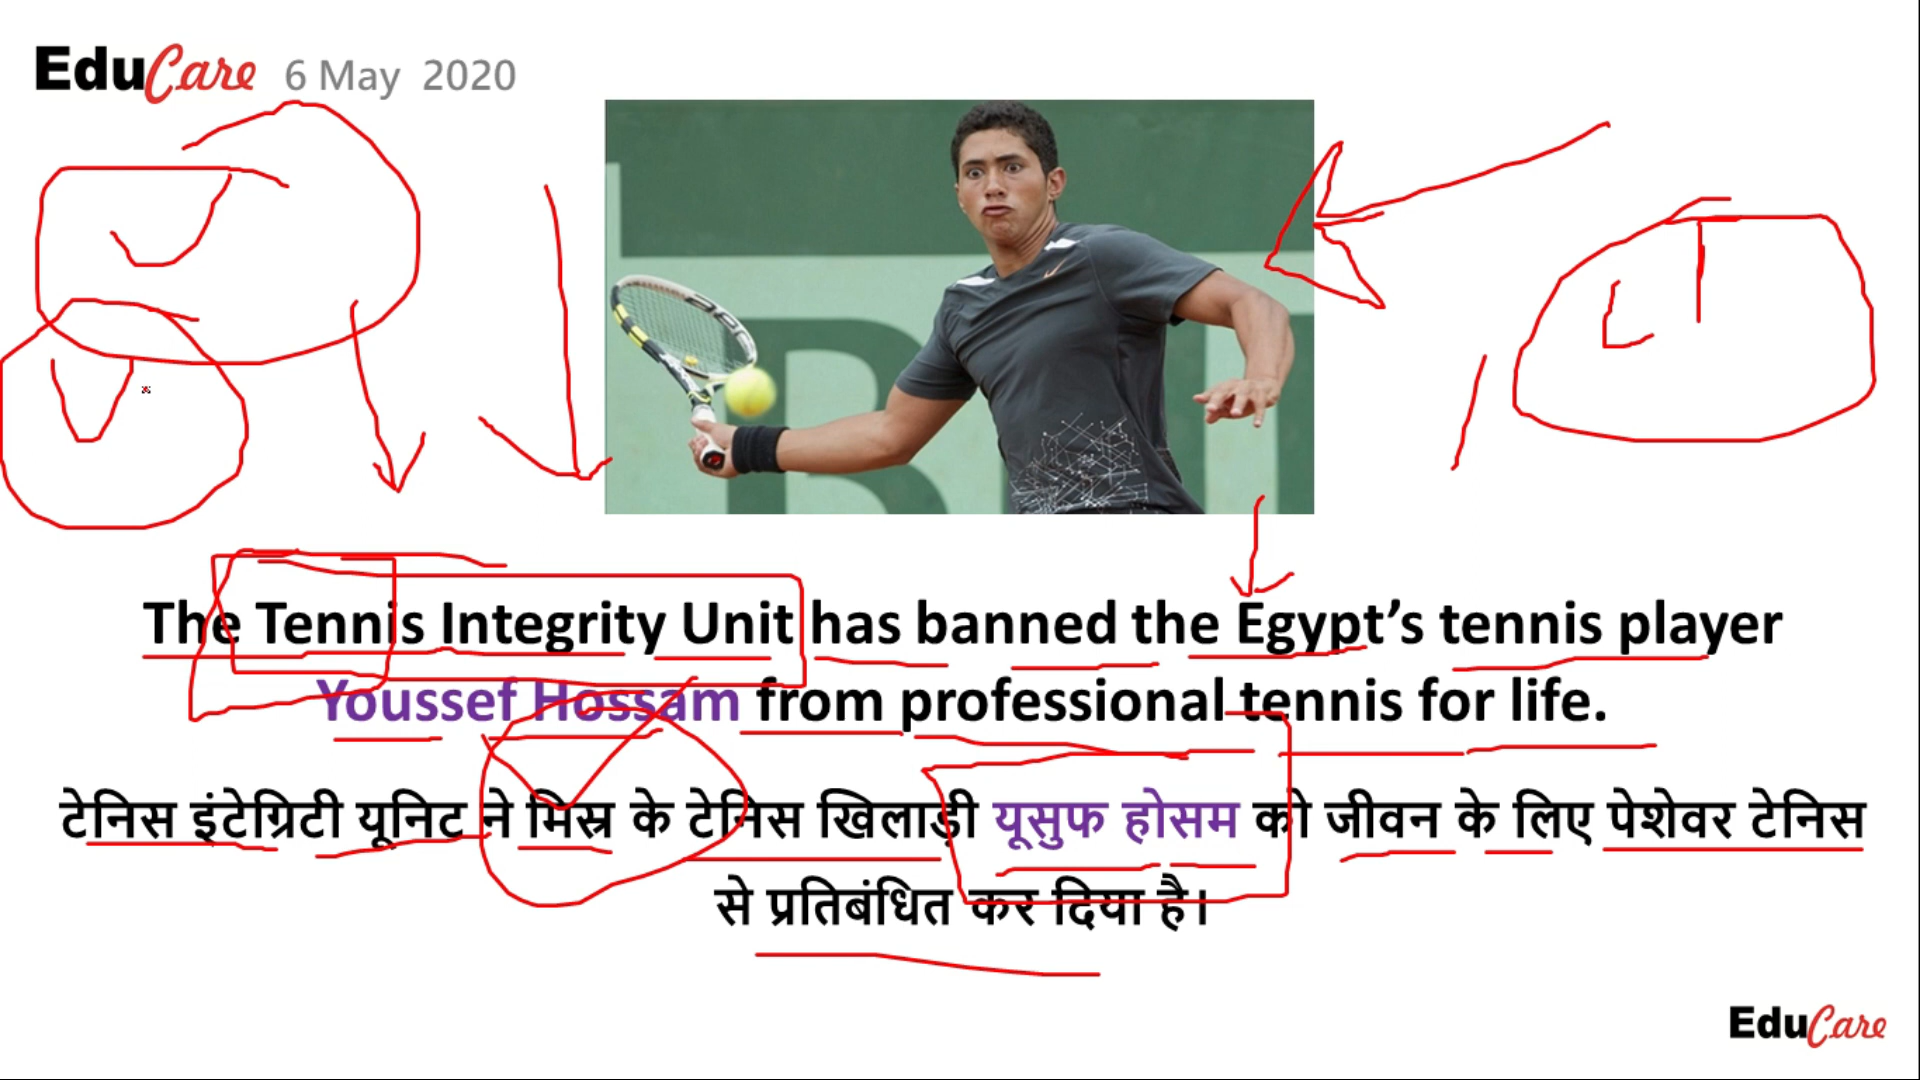 EduCare 6 May 2020
The Tennis Integrity Unit has banned the Egypt’s tennis player
Youssef Hossam from professional tennis for life.
टेनिस इंटेग्रिटी यूनिट ने मिस्र के टेनिस खिलाड़ी यूसुफ होसम को जीवन के लिए पेशेवर टेनिस
से प्रतिबंधित कर दिया है।
EduCare